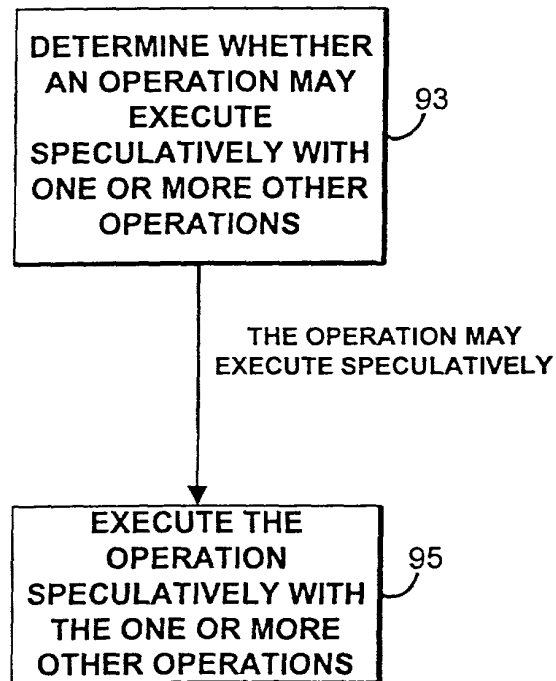 DETERMINE WHETHER
AN OPERATION MAY
EXECUTE
SPECULATIVELY WITH
ONE OR MORE OTHER
OPERATIONS
93
THE OPERATION MAY
EXECUTE SPECULATIVELY
EXECUTE THE
OPERATION
SPECULATIVELY WITH
THE ONE OR MORE
OTHER OPERATIONS
95